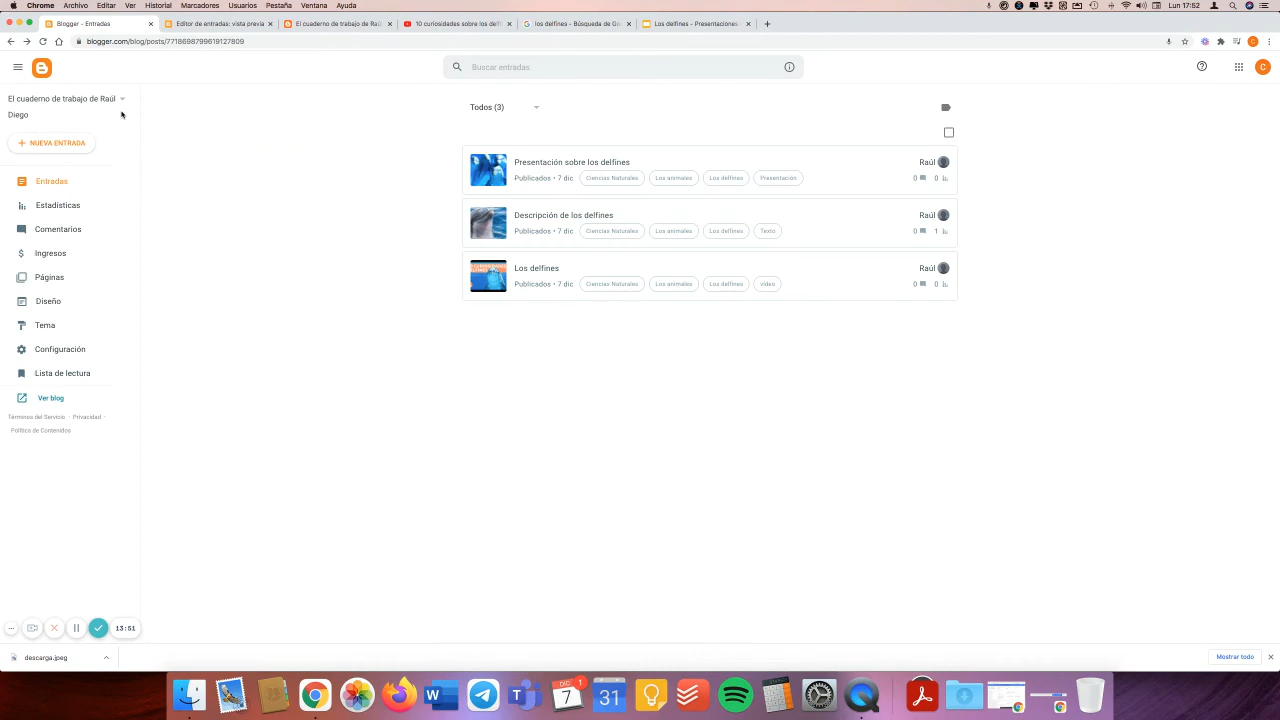 Chrome Archivo Editar Ver Historial Marcadores Usuarios Pestaña Ventana Ayuda Lun 17:52
Blogger - Entradas Editor de entradas: vista previa El cuaderno de trabajo de Raúl 10 curiosidades sobre los delf los delfines - Búsqueda de Go Los delfines - Presentaciones
blogger.com/blog/posts/7718698799619127809
Buscar entradas
C
El cuaderno de trabajo de Raúl
Diego
Todos (3)
NUEVA ENTRADA
Entradas
Estadísticas
Comentarios
Ingresos
Páginas
Diseño
Tema
Configuración
Lista de lectura
Ver blog
Términos del Servicio · Privacidad ·
Política de Contenidos
Presentación sobre los delfines Raúl
Publicados • 7 dic Ciencias Naturales Los animales Los delfines Presentación 0 0
Descripción de los delfines Raúl
Publicados • 7 dic Ciencias Naturales Los animales Los delfines Texto 0 1
Los delfines Raúl
Publicados • 7 dic Ciencias Naturales Los animales Los delfines vídeo 0 0
13:51
descarga.jpeg Mostrar todo
DIC 1
7
31